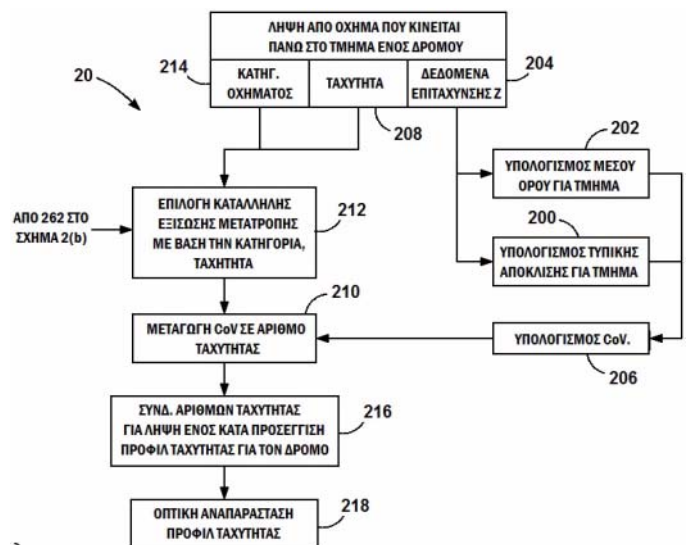 ΛΗΨΗ ΑΠΟ ΟΧΗΜΑ ΠΟΥ ΚΙΝΕΙΤΑΙ
ΠΑΝΩ ΣΤΟ ΤΜΗΜΑ ΕΝΟΣ ΔΡΟΜΟΥ
20
214
ΚΑΤΗΓ.
ΟΧΗΜΑΤΟΣ
ΤΑΧΥΤΗΤΑ
ΔΕΔΟΜΕΝΑ
ΕΠΙΤΑΧΥΝΣΗΣ Ζ
204
208
202
ΥΠΟΛΟΓΙΣΜΟΣ ΜΕΣΟΥ
ΟΡΟΥ ΓΙΑ ΤΜΗΜΑ
ΑΠΟ 262 ΣΤΟ
ΣΧΗΜΑ 2(b)
ΕΠΙΛΟΓΗ ΚΑΤΑΛΛΗΛΗΣ
ΕΞΙΣΩΣΗΣ ΜΕΤΑΤΡΟΠΗΣ
ΜΕ ΒΑΣΗ ΤΗΝ ΚΑΤΗΓΟΡΙΑ,
ΤΑΧΗΤΗΤΑ
212
200
ΥΠΟΛΟΓΙΣΜΟΣ ΤΥΠΙΚΗΣ
ΑΠΟΚΛΙΣΗΣ ΓΙΑ ΤΜΗΜΑ
210
ΜΕΤΑΓΩΓΗ CoV ΣΕ ΑΡΙΘΜΟ
ΤΑΧΥΤΗΤΑΣ
ΥΠΟΛΟΓΙΣΜΟΣ CoV.
206
ΣΥΝΔ. ΑΡΙΘΜΩΝ ΤΑΧΥΤΗΤΑΣ
ΓΙΑ ΛΗΨΗ ΕΝΟΣ ΚΑΤΑ ΠΡΟΣΕΓΓΙΣΗ
ΠΡΟΦΙΛ ΤΑΧΥΤΗΤΑΣ ΓΙΑ ΤΟΝ ΔΡΟΜΟ
216
ΟΠΤΙΚΗ ΑΝΑΠΑΡΑΣΤΑΣΗ
ΠΡΟΦΙΛ ΤΑΧΥΤΗΤΑΣ
218